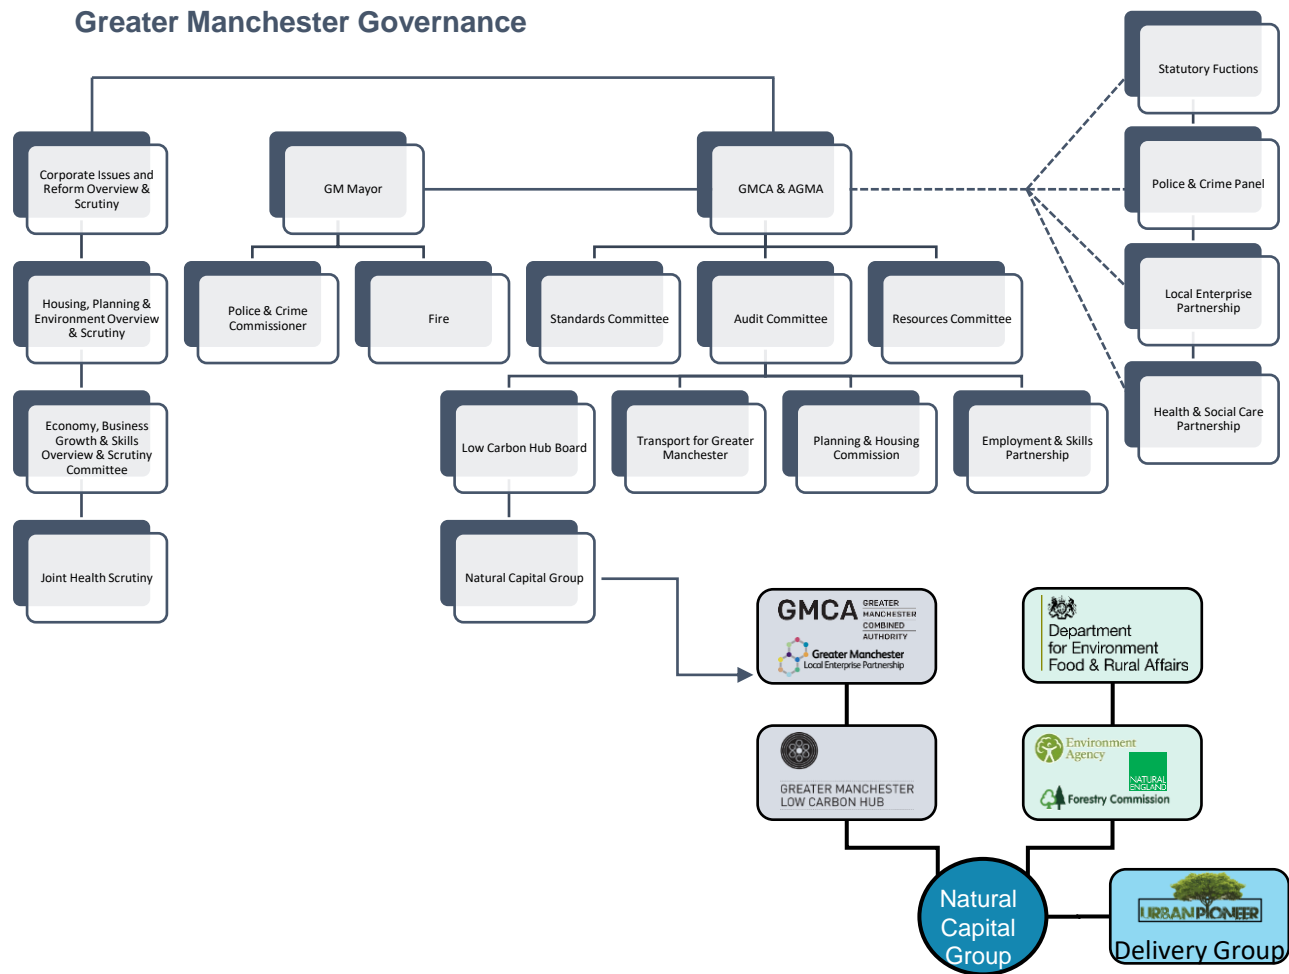 Greater Manchester Governance
Statutory Fuctions
Corporate Issues and
Reform Overview &
Scrutiny
GM Mayor
GMCA & AGMA
Police & Crime Panel
Housing, Planning &
Environment Overview
& Scrutiny
Police & Crime
Commissioner
Fire
Standards Committee
Audit Committee
Resources Committee
Local Enterprise
Partnership
Economy, Business
Growth & Skills
Overview & Scrutiny
Committee
Low Carbon Hub Board
Transport for Greater
Manchester
Planning & Housing
Commission
Employment & Skills
Partnership
Health & Social Care
Partnership
Joint Health Scrutiny
Natural Capital Group
GMCA
GREATER
MANCHESTER
COMBINED
AUTHORITY
Greater Manchester
Local Enterprise Partnership
Department
for Environment
Food & Rural Affairs
GREATER MANCHESTER
LOW CARBON HUB
Environment
Agency
NATURAL
ENGLAND
Forestry Commission
Natural
Capital
Group
URBAN PIONEER
Delivery Group